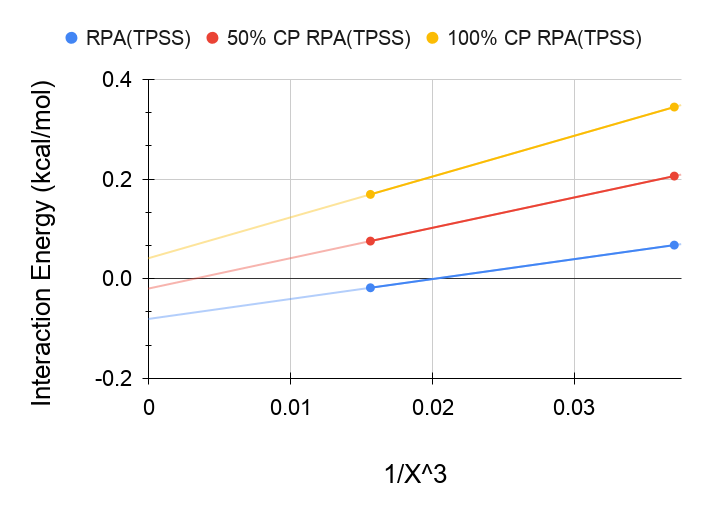 RPA(TPSS) 50% CP RPA(TPSS) 100% CP RPA(TPSS)
Interaction Energy (kcal/mol)
0.4
0.2
0.0
-0.2
0 0.01 0.02 0.03
1/X^3